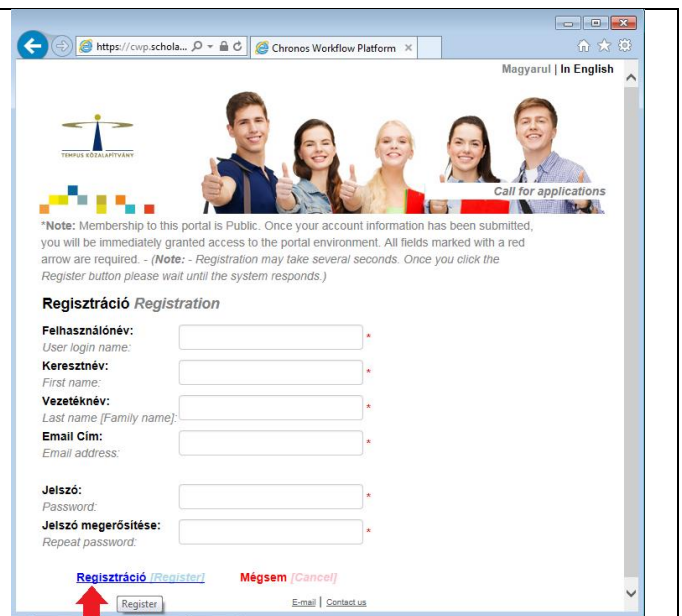 https://cwp.schola...
Chronos Workflow Platform
Magyarul | In English
TEMPUS KÖZALAPÍTVÁNY
Call for applications
*Note: Membership to this portal is Public. Once your account information has been submitted,
you will be immediately granted access to the portal environment. All fields marked with a red
arrow are required. - (Note: - Registration may take several seconds. Once you click the
Register button please wait until the system responds.)
Regisztráció Registration
Felhasználónév:
User login name:
*
Keresztnév:
First name:
*
Vezetéknév:
Last name [Family name]:
*
Email Cím:
Email address:
*
Jelszó:
Password:
*
Jelszó megerősítése:
Repeat password:
*
Regisztráció [Register] Mégsem [Cancel]
Register
E-mail | Contact us